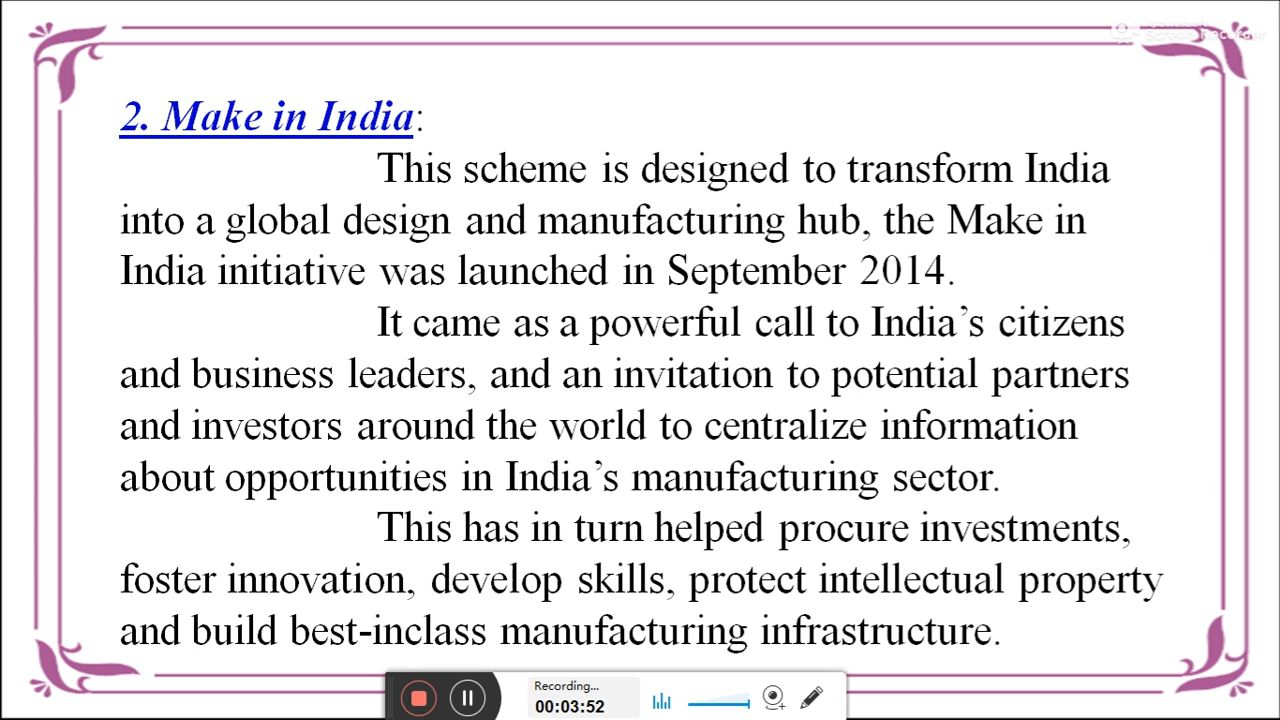 Screen Recorder
2. Make in India:
This scheme is designed to transform India
into a global design and manufacturing hub, the Make in
India initiative was launched in September 2014.
It came as a powerful call to India’s citizens
and business leaders, and an invitation to potential partners
and investors around the world to centralize information
about opportunities in India’s manufacturing sector.
This has in turn helped procure investments,
foster innovation, develop skills, protect intellectual property
and build best-inclass manufacturing infrastructure.
Recording...
00:03:52